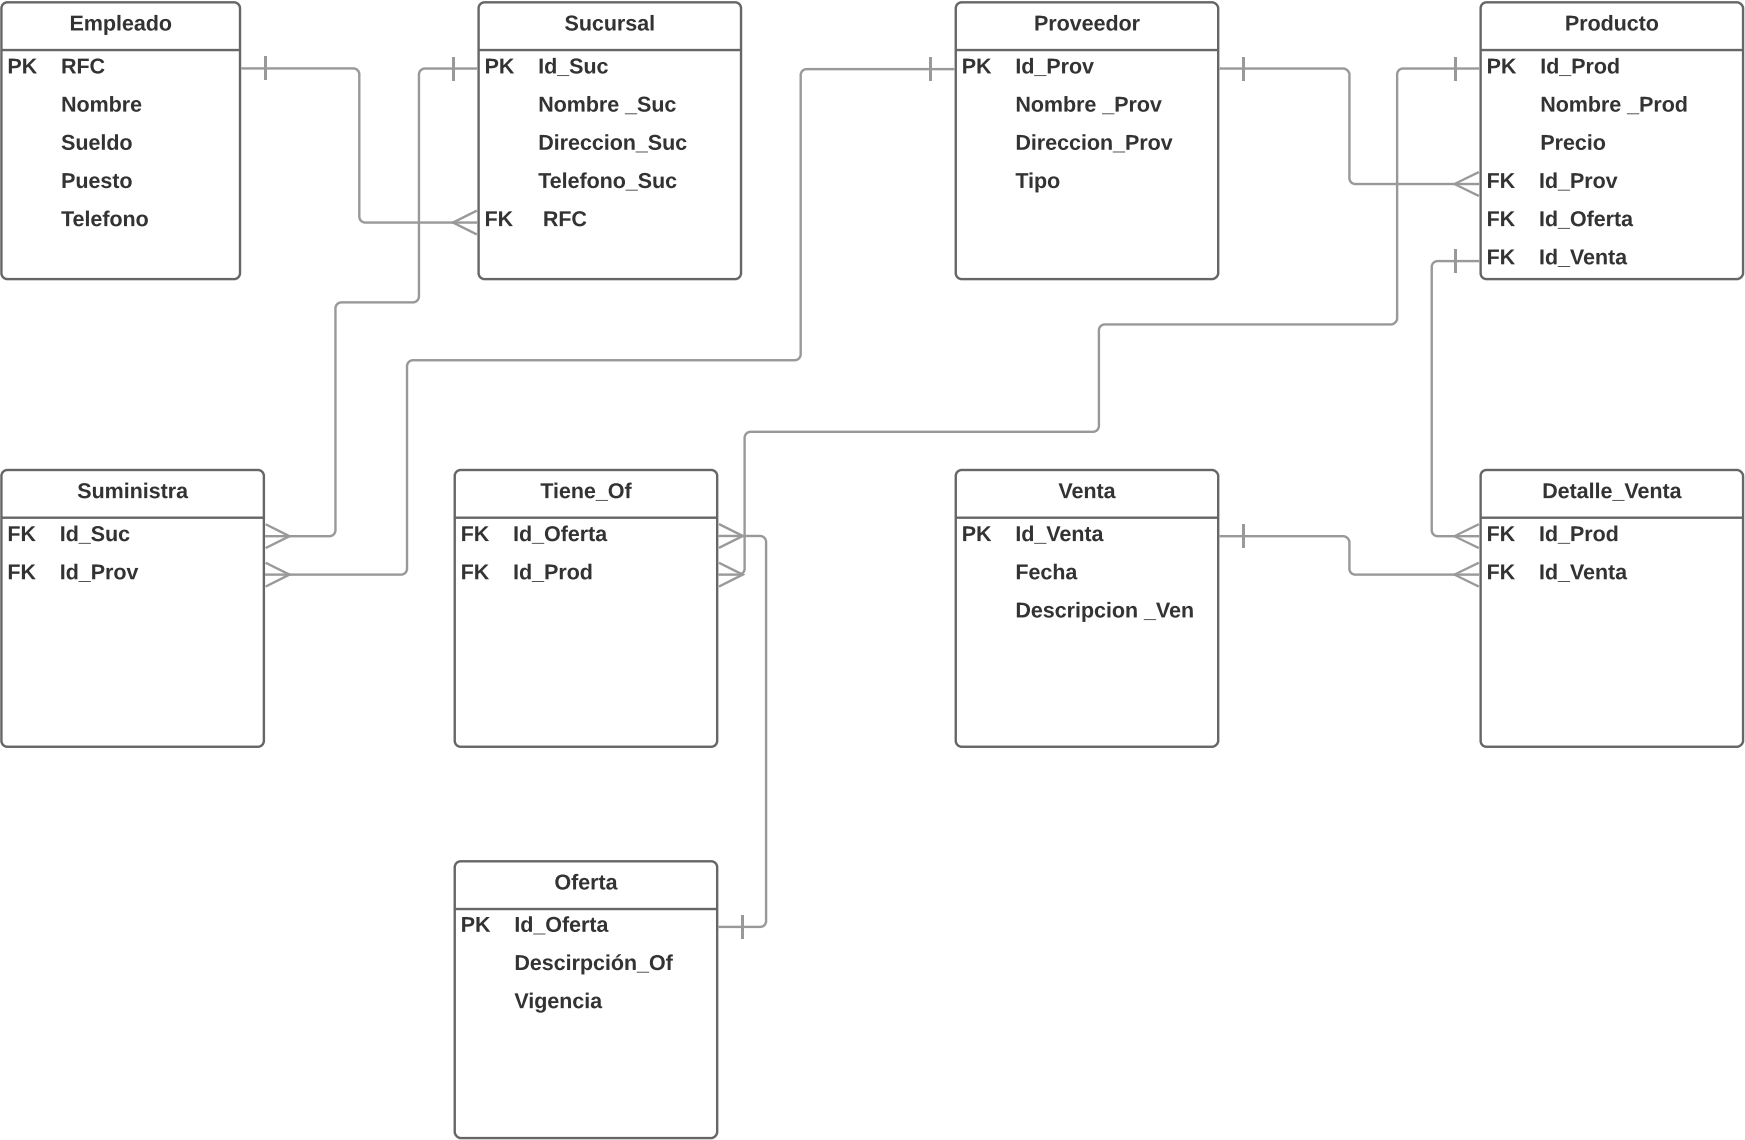 Empleado
PK RFC
Nombre
Sueldo
Puesto
Telefono
Sucursal
PK Id_Suc
Nombre _Suc
Direccion_Suc
Telefono_Suc
FK RFC
Proveedor
PK Id_Prov
Nombre _Prov
Direccion_Prov
Tipo
Producto
PK Id_Prod
Nombre _Prod
Precio
FK Id_Prov
FK Id_Oferta
FK Id_Venta
Suministra
FK Id_Suc
FK Id_Prov
Tiene_Of
FK Id_Oferta
FK Id_Prod
Venta
PK Id_Venta
Fecha
Descripcion _Ven
Detalle_Venta
FK Id_Prod
FK Id_Venta
Oferta
PK Id_Oferta
Descirpción_Of
Vigencia